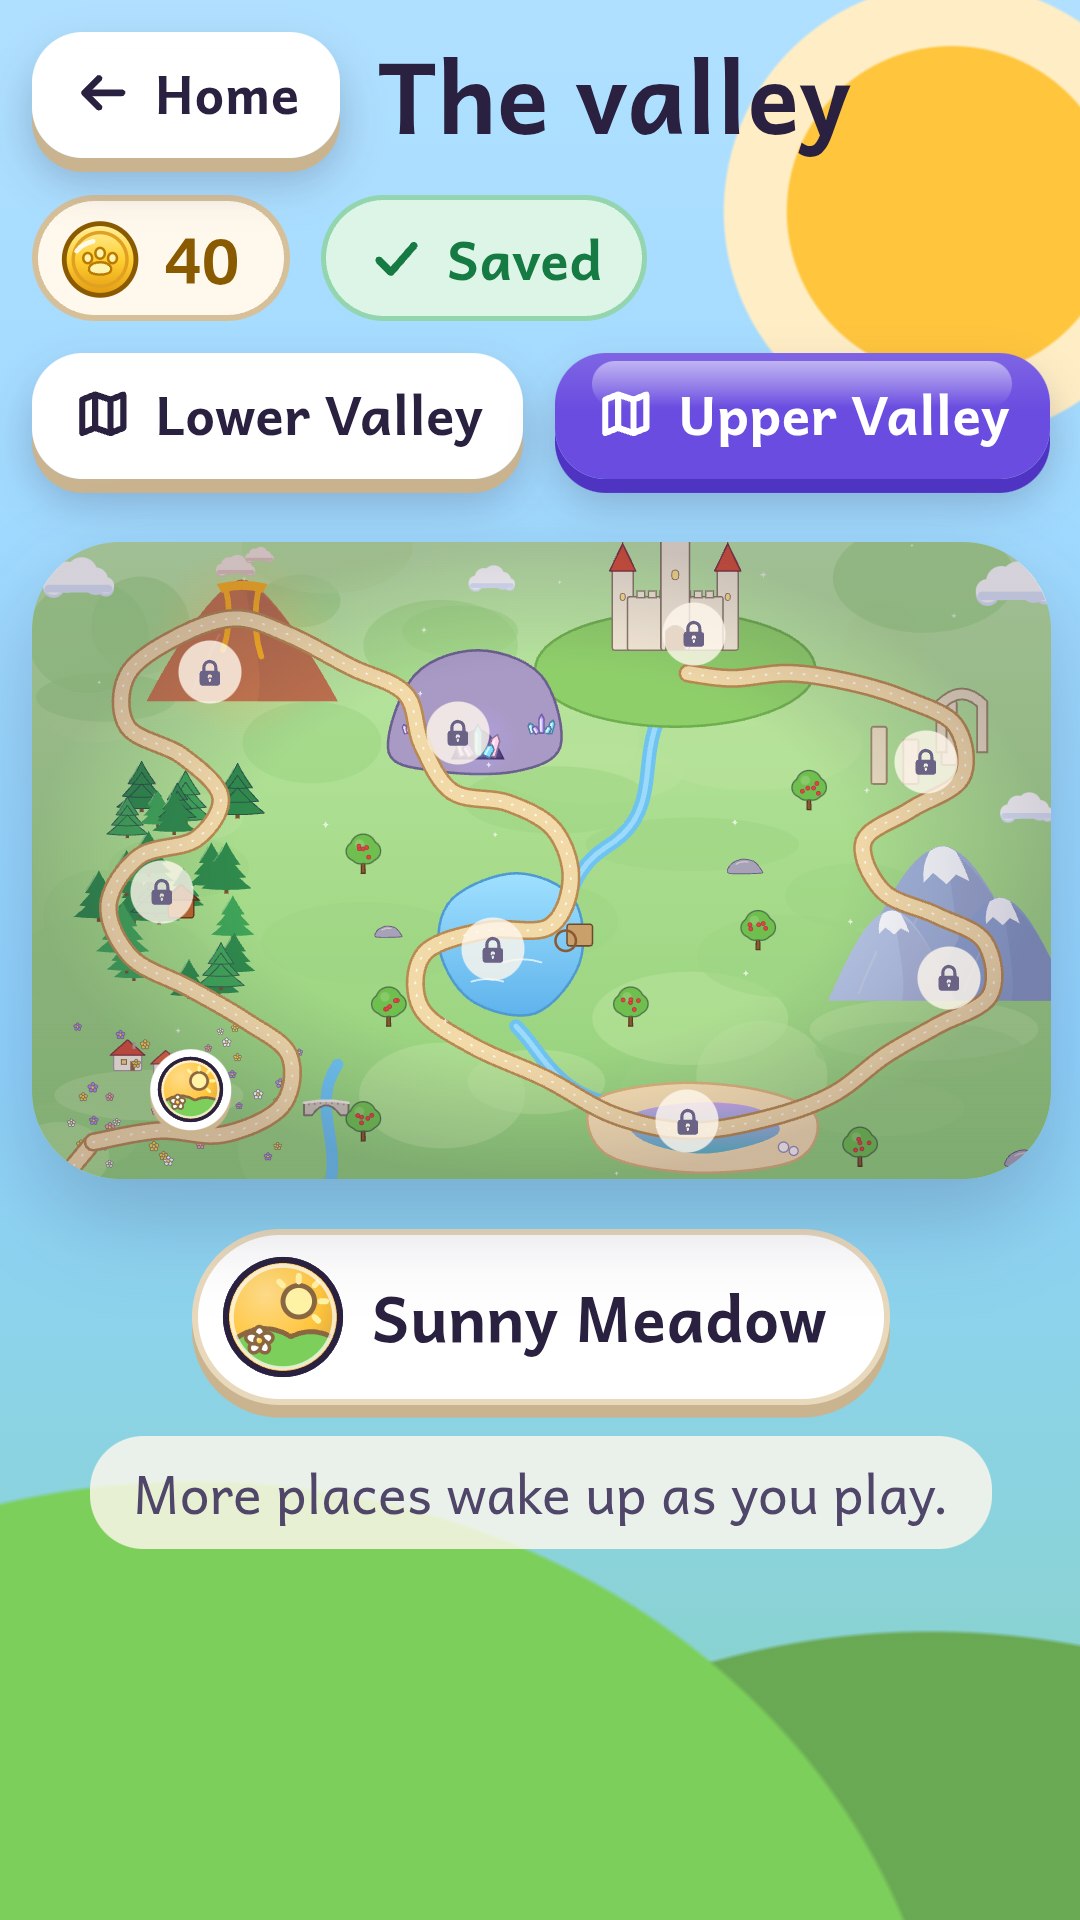 Home
The valley
40
Saved
Lower Valley
Upper Valley
Sunny Meadow
More places wake up as you play.